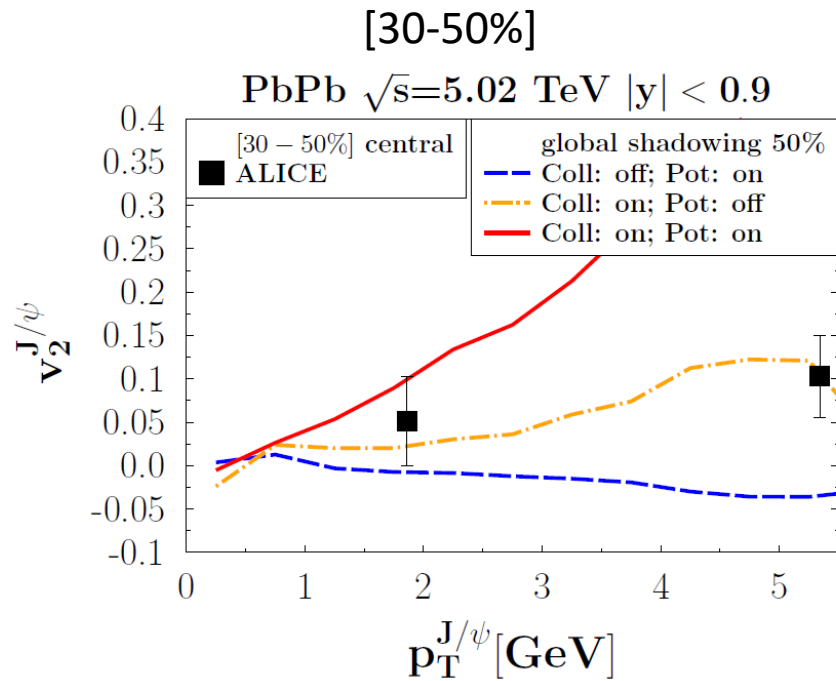 [30-50%]
PbPb √s=5.02 TeV |y| < 0.9
[30 − 50%] central
ALICE
global shadowing 50%
Coll: off; Pot: on
Coll: on; Pot: off
Coll: on; Pot: on
0.4
0.35
0.3
0.25
0.2
0.15
0.1
0.05
0.0
-0.05
-0.1
v₂^J/ψ
0 1 2 3 4 5
p_T^J/ψ[GeV]